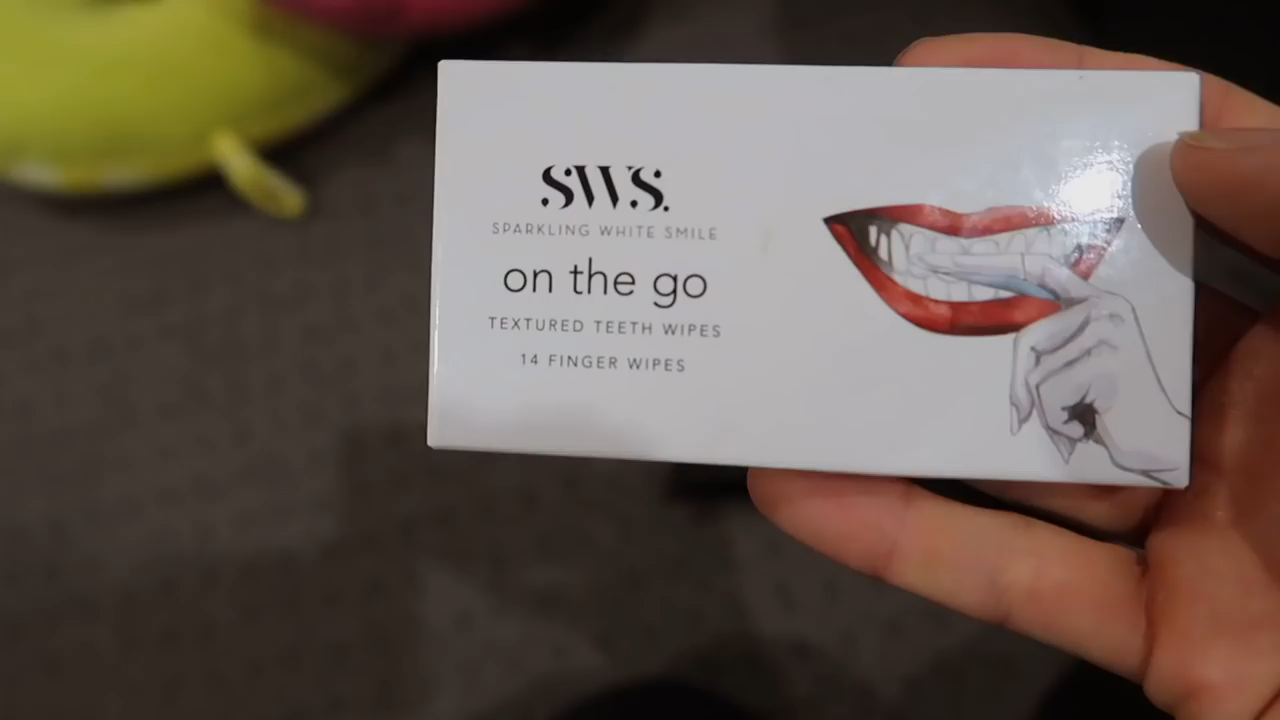 SWS.
SPARKLING WHITE SMILE
on the go
TEXTURED TEETH WIPES
14 FINGER WIPES